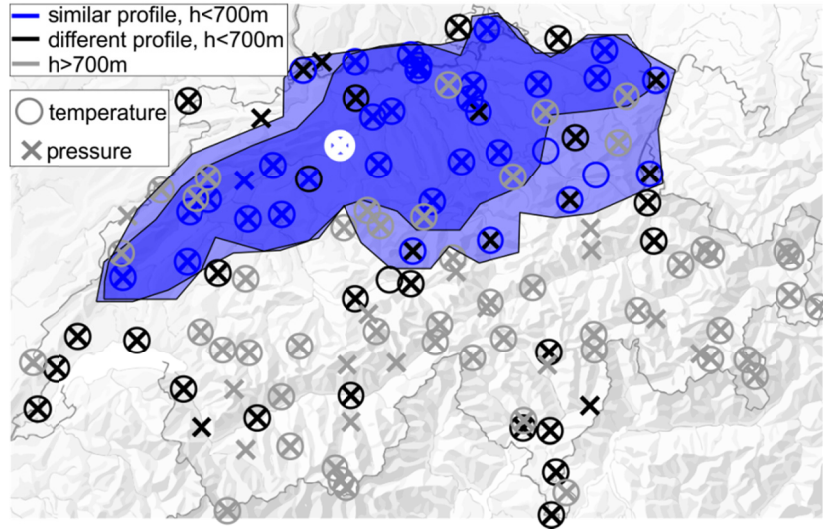 similar profile, h<700m
different profile, h<700m
h>700m
temperature
pressure